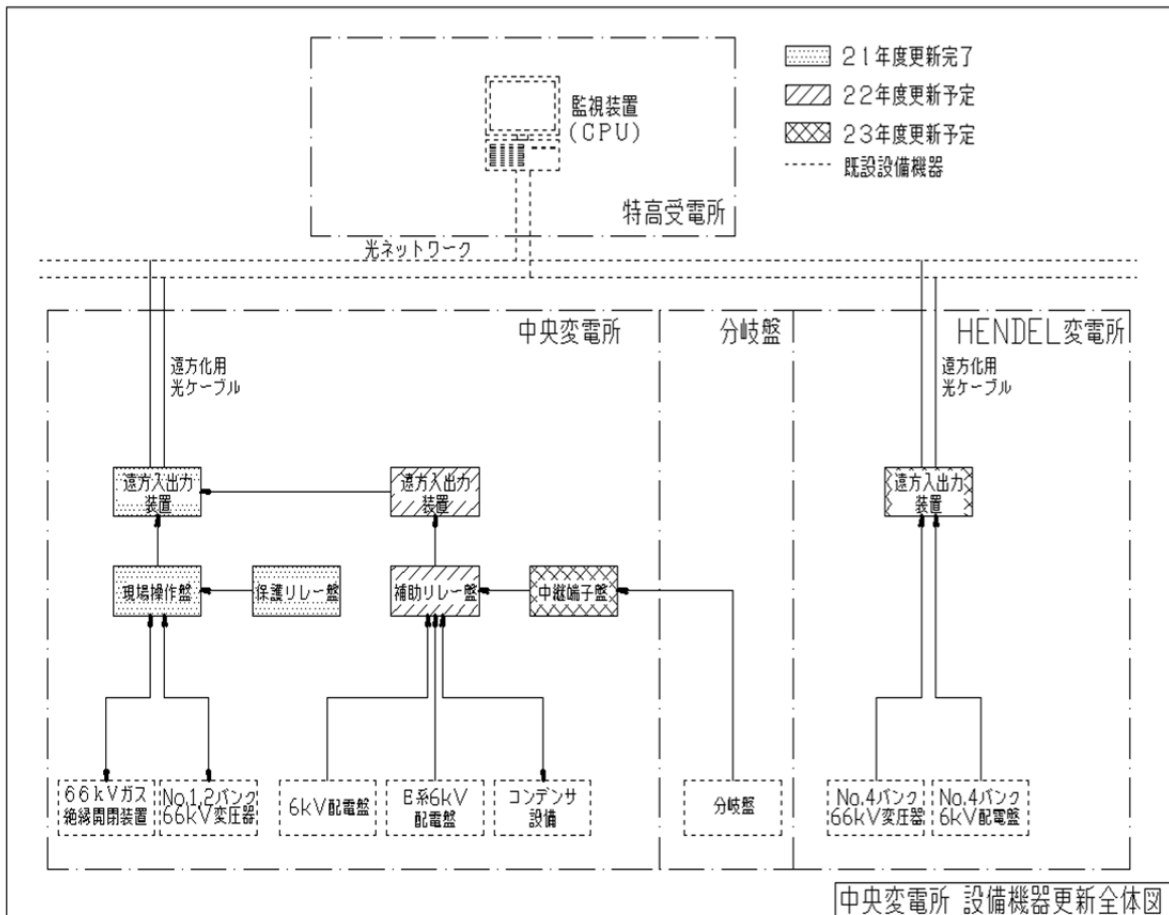 21年度更新完了
22年度更新予定
23年度更新予定
既設設備機器
監視装置
(CPU)
特高受電所
光ネットワーク
中央変電所
分岐盤
HENDEL変電所
遠方化用
光ケーブル
遠方化用
光ケーブル
遠方入出力
装置
遠方入出力
装置
遠方入出力
装置
現場操作盤
保護リレー盤
補助リレー盤
中継端子盤
66kVガス
絶縁開閉装置
No.1,2バンク
66kV変圧器
6kV配電盤
E系6kV
配電盤
コンデンサ
設備
分岐盤
No.4バンク
66kV変圧器
No.4バンク
6kV配電盤
中央変電所 設備機器更新全体図